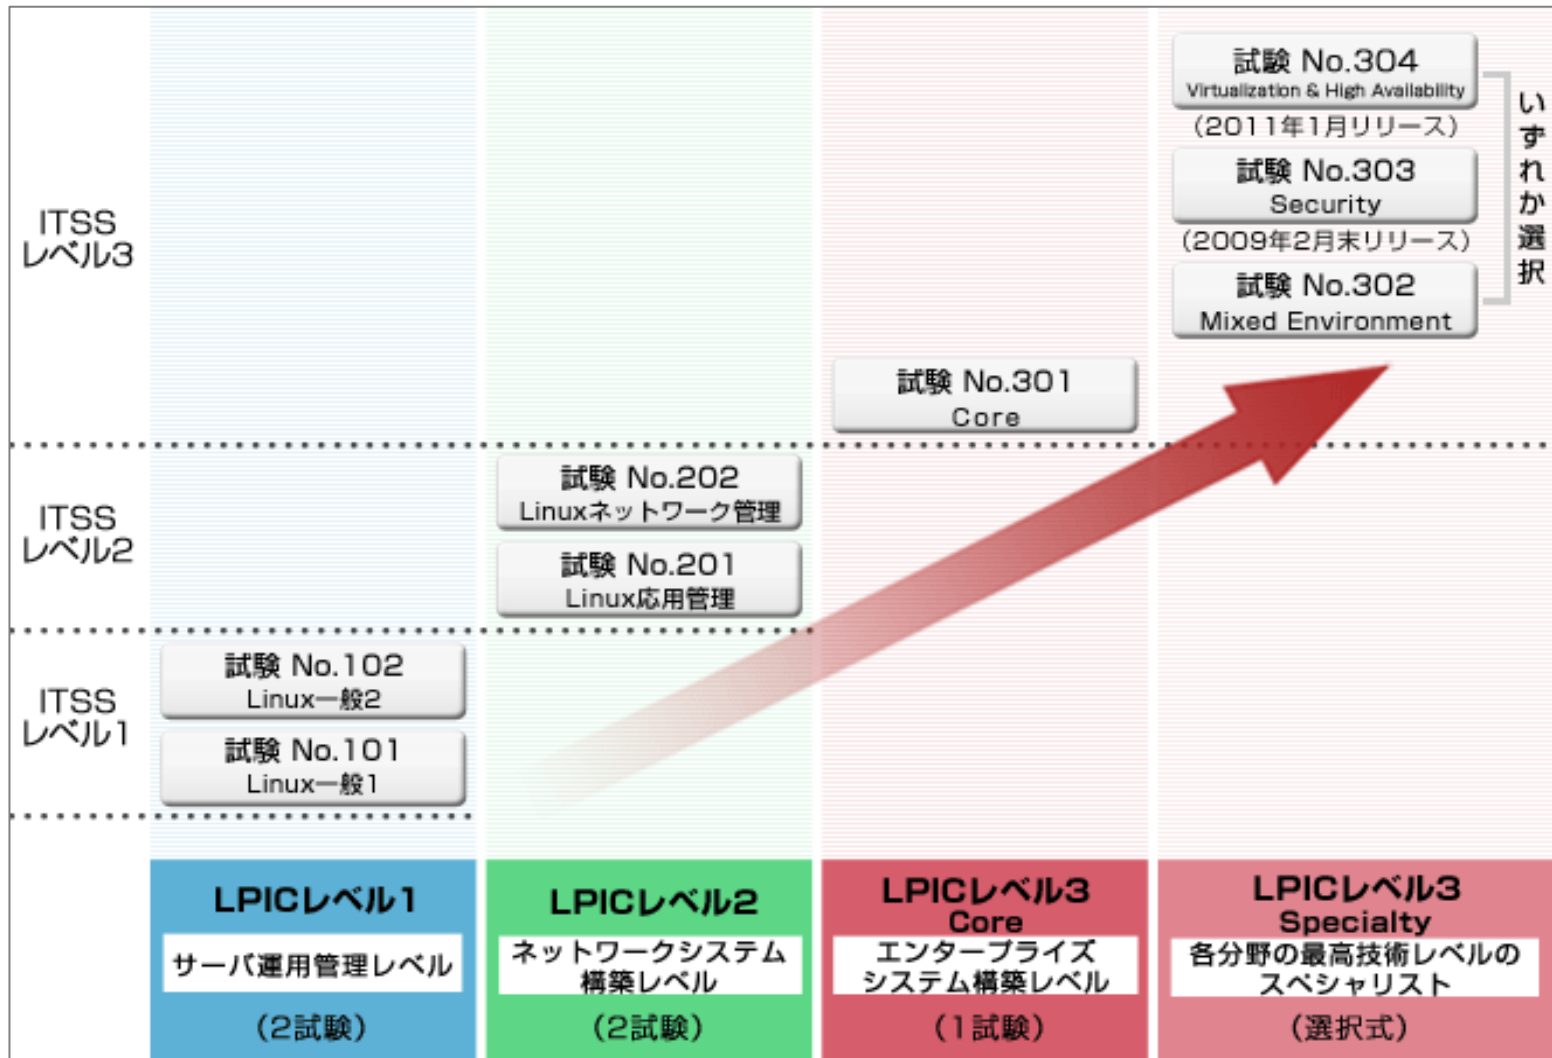 試験 No.304
Virtualization & High Availability
(2011年1月リリース)
試験 No.303
Security
(2009年2月末リリース)
試験 No.302
Mixed Environment
いずれか選択
ITSS
レベル3
試験 No.301
Core
試験 No.202
Linuxネットワーク管理
ITSS
レベル2
試験 No.201
Linux応用管理
試験 No.102
Linux一般2
ITSS
レベル1
試験 No.101
Linux一般1
LPICレベル1
サーバ運用管理レベル
(2試験)
LPICレベル2
ネットワークシステム
構築レベル
(2試験)
LPICレベル3
Core
エンタープライズ
システム構築レベル
(1試験)
LPICレベル3
Specialty
各分野の最高技術レベルの
スペシャリスト
(選択式)